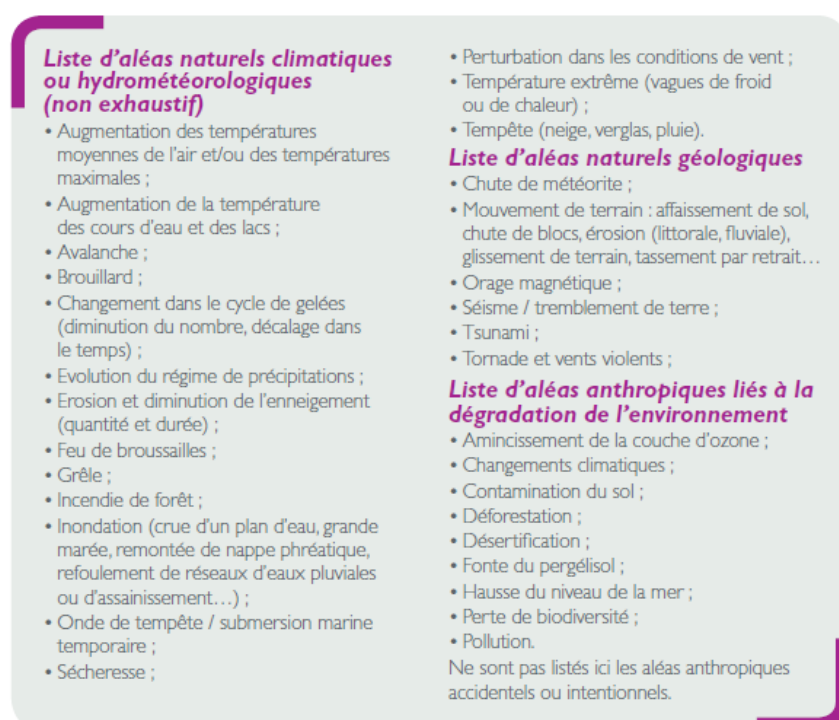 Liste d'aléas naturels climatiques
ou hydrométéorologiques
(non exhaustif)
• Augmentation des températures
moyennes de l'air et/ou des températures
maximales ;
• Augmentation de la température
des cours d'eau et des lacs ;
• Avalanche ;
• Brouillard ;
• Changement dans le cycle de gelées
(diminution du nombre, décalage dans
le temps) ;
• Evolution du régime de précipitations ;
• Erosion et diminution de l'enneigement
(quantité et durée) ;
• Feu de broussailles ;
• Grêle ;
• Incendie de forêt ;
• Inondation (crue d'un plan d'eau, grande
marée, remontée de nappe phréatique,
refoulement de réseaux d'eaux pluviales
ou d'assainissement…) ;
• Onde de tempête / submersion marine
temporaire ;
• Sécheresse ;
• Perturbation dans les conditions de vent ;
• Température extrême (vagues de froid
ou de chaleur) ;
• Tempête (neige, verglas, pluie).
Liste d'aléas naturels géologiques
• Chute de météorite ;
• Mouvement de terrain : affaissement de sol,
chute de blocs, érosion (littorale, fluviale),
glissement de terrain, tassement par retrait…
• Orage magnétique ;
• Séisme / tremblement de terre ;
• Tsunami ;
• Tornade et vents violents ;
Liste d'aléas anthropiques liés à la
dégradation de l'environnement
• Amincissement de la couche d'ozone ;
• Changements climatiques ;
• Contamination du sol ;
• Déforestation ;
• Désertification ;
• Fonte du pergélisol ;
• Hausse du niveau de la mer ;
• Perte de biodiversité ;
• Pollution.
Ne sont pas listés ici les aléas anthropiques
accidentels ou intentionnels.